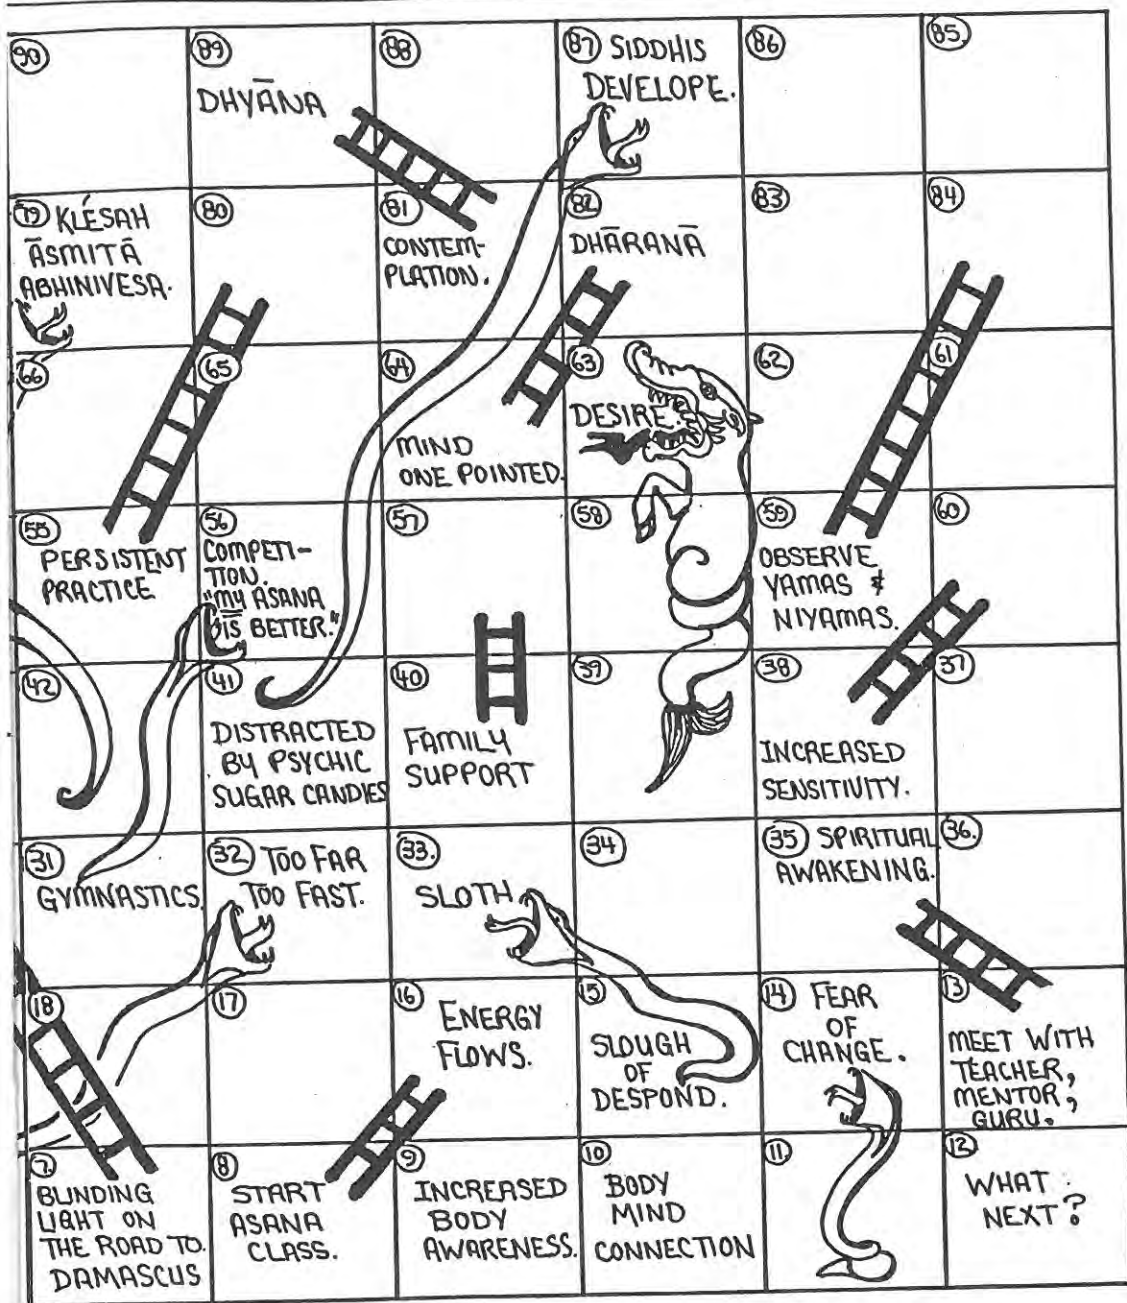 90
89
DHYĀNA
88
87 SIDDHIS
DEVELOPE.
86
85
79 KLÉSAH
ĀSMITĀ
ABHINIVESA.
80
81
CONTEM-
PLATION.
82
DHĀRANĀ
83
84
66
65
64
MIND
ONE POINTED.
63
DESIRE
62
61
55
PERSISTENT
PRACTICE
56
COMPETI-
TION.
"MY ASANA
IS BETTER."
57
58
59
OBSERVE
YAMAS &
NIYAMAS.
60
42
41
DISTRACTED
BY PSYCHIC
SUGAR CANDIES
40
FAMILY
SUPPORT
39
38
INCREASED
SENSITIVITY.
37
31
GYMNASTICS.
32 TOO FAR
TOO FAST.
33.
SLOTH
34
35 SPIRITUAL
AWAKENING.
36.
18
17
16
ENERGY
FLOWS.
15
SLOUGH
OF
DESPOND.
14 FEAR
OF
CHANGE.
13
MEET WITH
TEACHER,
MENTOR,
GURU.
7.
BLINDING
LIGHT ON
THE ROAD TO.
DAMASCUS
8
START
ASANA
CLASS.
9
INCREASED
BODY
AWARENESS.
10
BODY
MIND
CONNECTION
11
12
WHAT
NEXT?